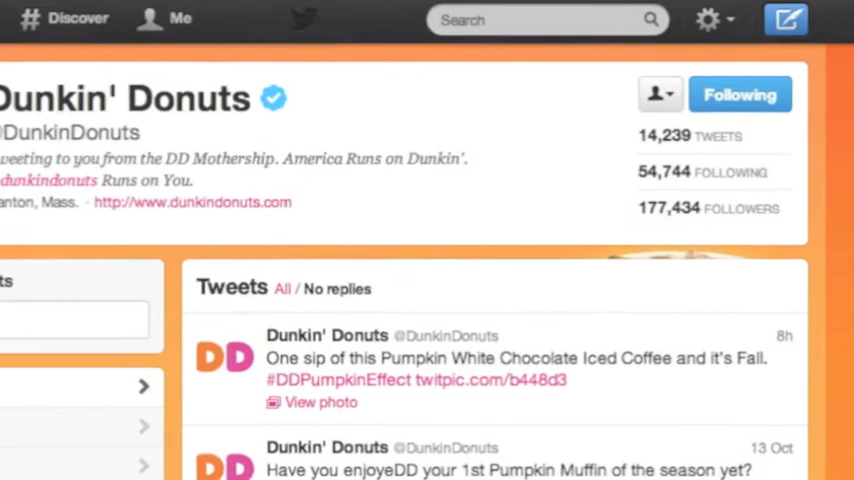 # Discover Me Search
Dunkin' Donuts
@DunkinDonuts
weeting to you from the DD Mothership. America Runs on Dunkin'.
dunkindonuts Runs on You.
anton, Mass. · http://www.dunkindonuts.com
Following
14,239 TWEETS
54,744 FOLLOWING
177,434 FOLLOWERS
ts
Tweets All / No replies
DD
Dunkin' Donuts @DunkinDonuts 8h
One sip of this Pumpkin White Chocolate Iced Coffee and it's Fall.
#DDPumpkinEffect twitpic.com/b448d3
View photo
DD
Dunkin' Donuts @DunkinDonuts 13 Oct
Have you enjoyeDD your 1st Pumpkin Muffin of the season yet?